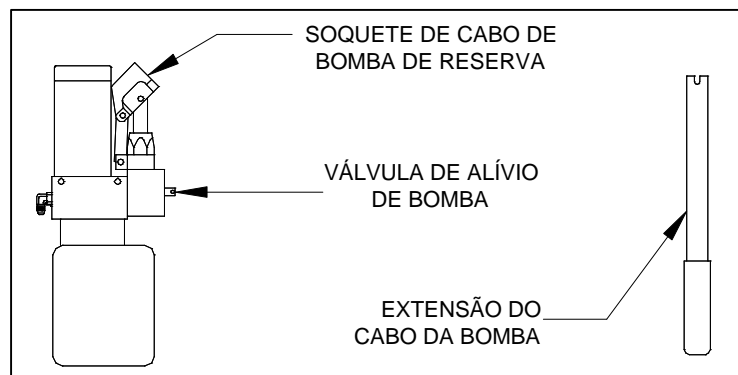 SOQUETE DE CABO DE
BOMBA DE RESERVA
VÁLVULA DE ALÍVIO
DE BOMBA
EXTENSÃO DO
CABO DA BOMBA